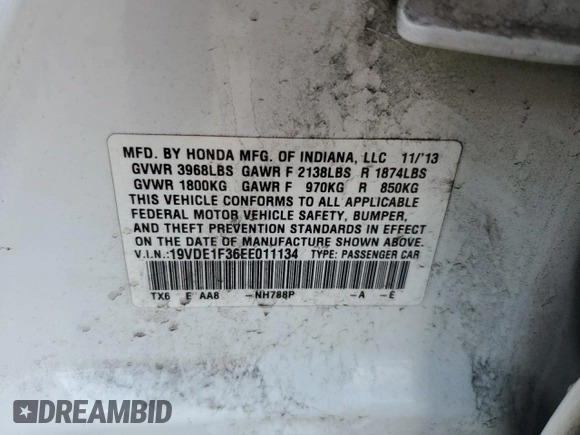 MFD. BY HONDA MFG. OF INDIANA, LLC 11/'13
GVWR 3968LBS GAWR F 2138LBS R 1874LBS
GVWR 1800KG GAWR F 970KG R 850KG
THIS VEHICLE CONFORMS TO ALL APPLICABLE
FEDERAL MOTOR VEHICLE SAFETY, BUMPER,
AND THEFT PREVENTION STANDARDS IN EFFECT
ON THE DATE OF MANUFACTURE SHOWN ABOVE.
V.I.N.:19VDE1F36EE011134 TYPE: PASSENGER CAR
TX6 E AA8 -NH788P -A -E
DREAMBID